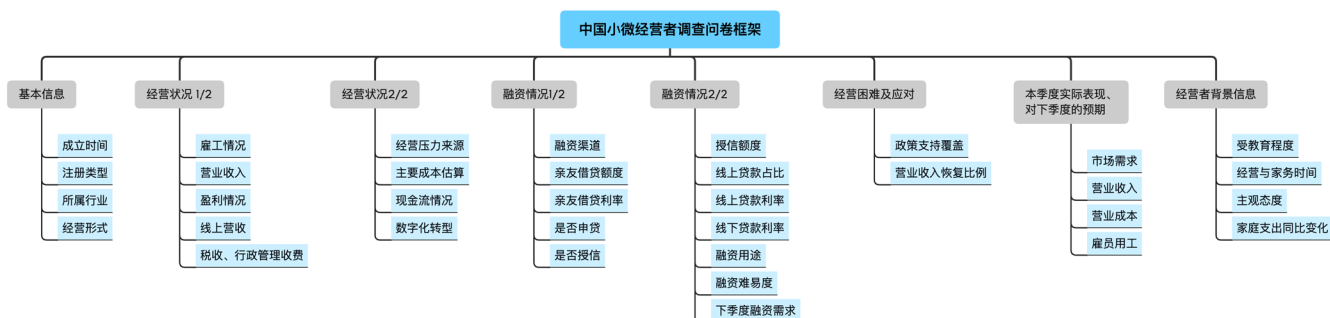 中国小微经营者调查问卷框架
基本信息
成立时间
注册类型
所属行业
经营形式
经营状况 1/2
雇工情况
营业收入
盈利情况
线上营收
税收、行政管理收费
经营状况2/2
经营压力来源
主要成本估算
现金流情况
数字化转型
融资情况1/2
融资渠道
亲友借贷额度
亲友借贷利率
是否申贷
是否授信
融资情况2/2
授信额度
线上贷款占比
线上贷款利率
线下贷款利率
融资用途
融资难易度
下季度融资需求
经营困难及应对
政策支持覆盖
营业收入恢复比例
本季度实际表现、
对下季度的预期
市场需求
营业收入
营业成本
雇员用工
经营者背景信息
受教育程度
经营与家务时间
主观态度
家庭支出同比变化